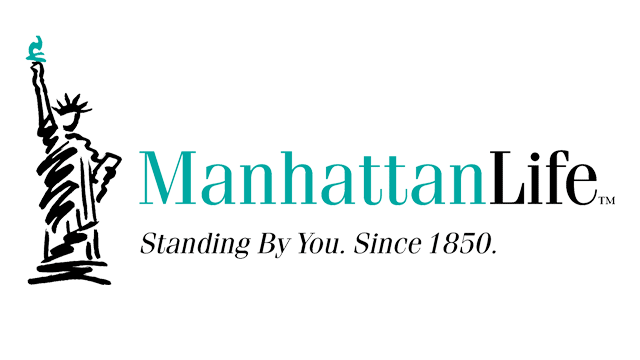 ManhattanLife™
Standing By You. Since 1850.